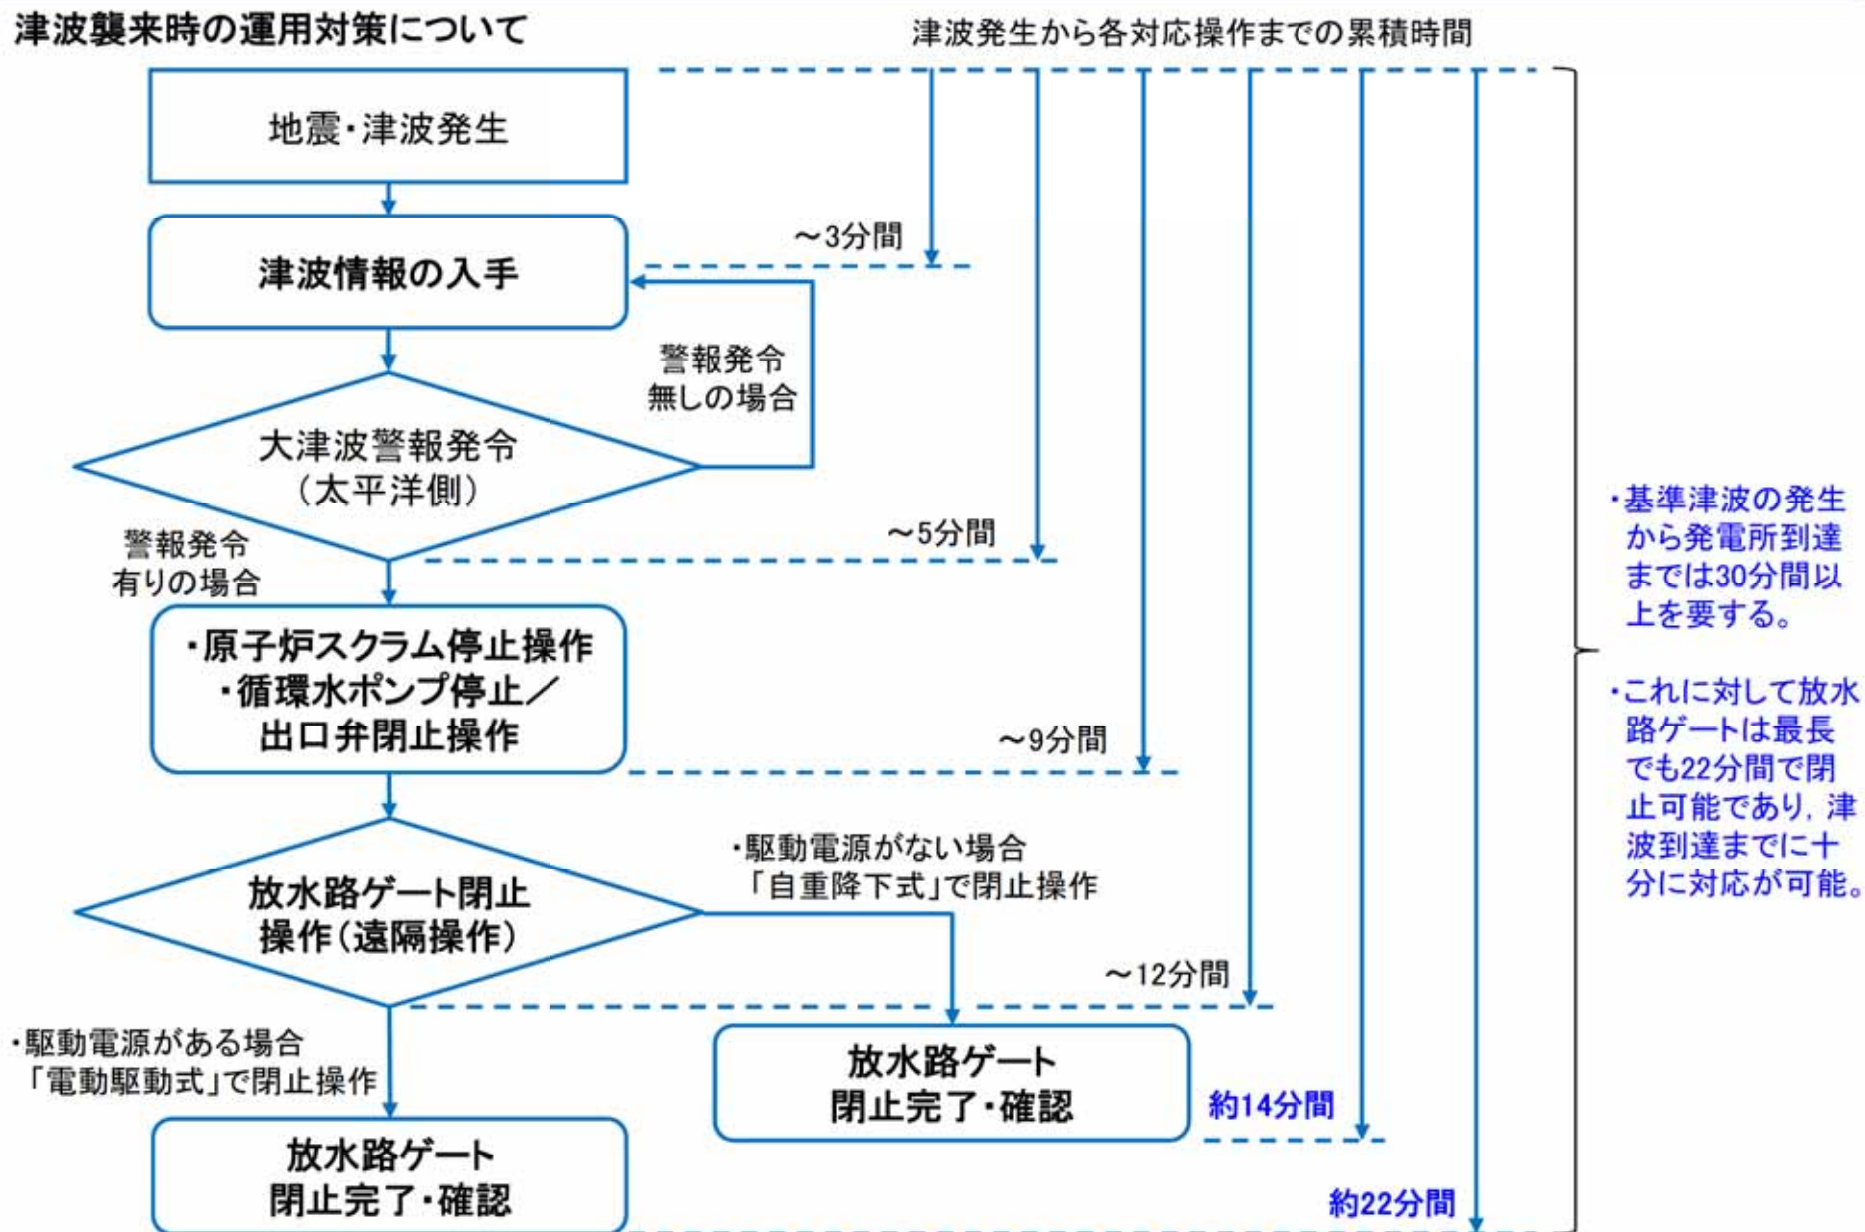 津波襲来時の運用対策について
津波発生から各対応操作までの累積時間
地震・津波発生
～3分間
津波情報の入手
警報発令
無しの場合
大津波警報発令
（太平洋側）
～5分間
警報発令
有りの場合
・原子炉スクラム停止操作
・循環水ポンプ停止／
出口弁閉止操作
～9分間
・駆動電源がない場合
「自重降下式」で閉止操作
放水路ゲート閉止
操作（遠隔操作）
～12分間
・駆動電源がある場合
「電動駆動式」で閉止操作
放水路ゲート
閉止完了・確認
約14分間
放水路ゲート
閉止完了・確認
約22分間
・基準津波の発生
から発電所到達
までは30分間以
上を要する。
・これに対して放水
路ゲートは最長
でも22分間で閉
止可能であり，津
波到達までに十
分に対応が可能。